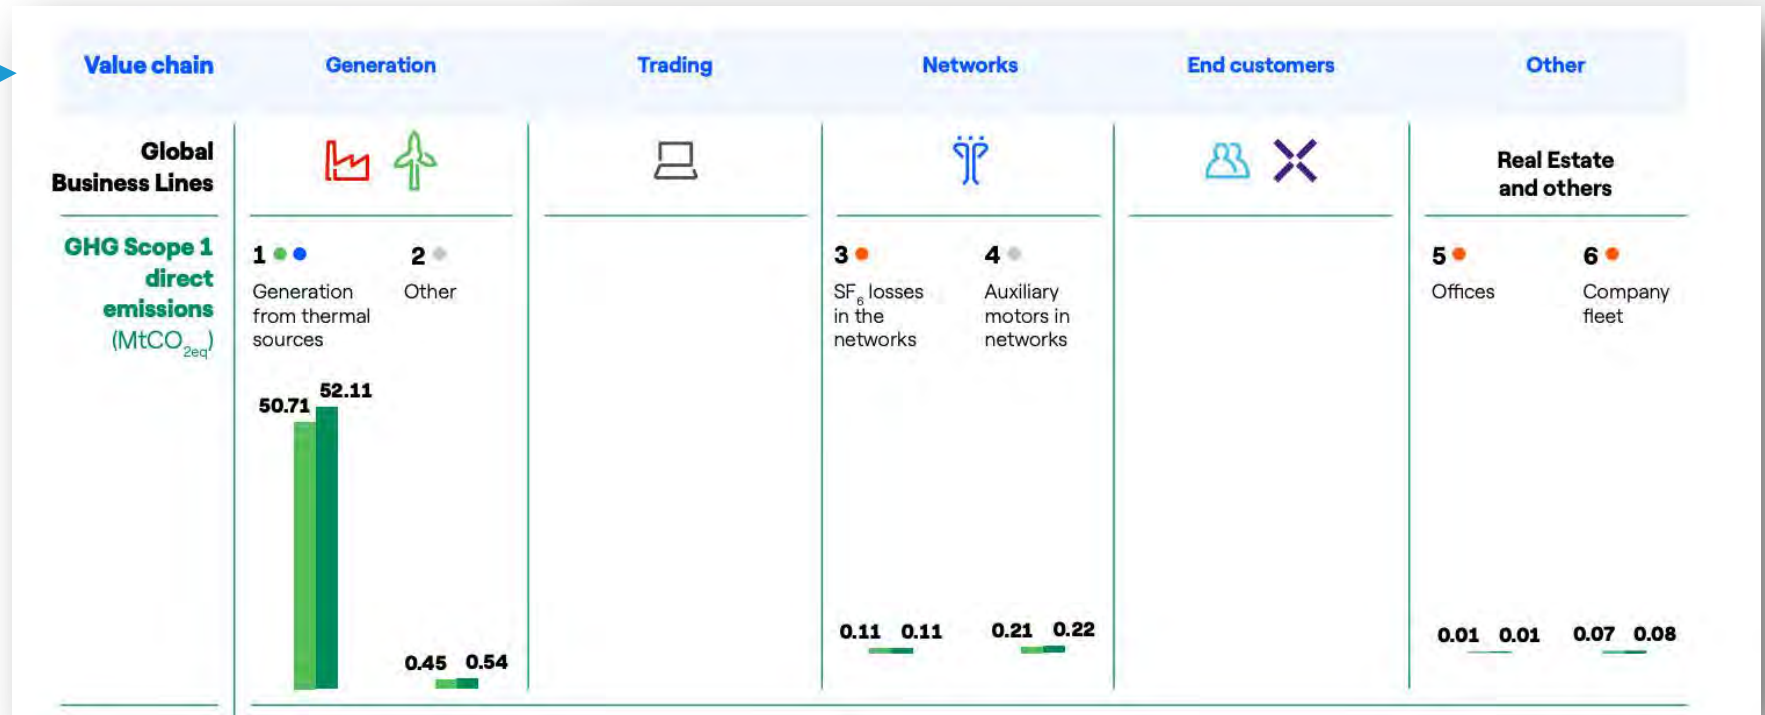 Value chain
Generation
Trading
Networks
End customers
Other
Global
Business Lines
Real Estate
and others
GHG Scope 1
direct
emissions
(MtCO2eq)
1
Generation
from thermal
sources
2
Other
3
SF6 losses
in the
networks
4
Auxiliary
motors in
networks
5
Offices
6
Company
fleet
50.71
52.11
0.45 0.54
0.11 0.11
0.21 0.22
0.01 0.01
0.07 0.08